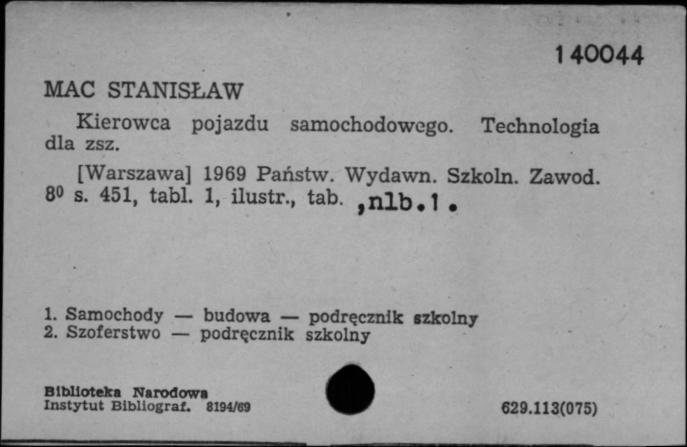 140044
MAC STANISŁAW
Kierowca pojazdu samochodowego. Technologia
dla zsz.
[Warszawa] 1969 Państw. Wydawn. Szkoln. Zawod.
8⁰ s. 451, tabl. 1, ilustr., tab. ,nlb.1.
1. Samochody — budowa — podręcznik szkolny
2. Szoferstwo — podręcznik szkolny
Biblioteka Narodowa
Instytut Bibliograf. 8194/69
629.113(075)